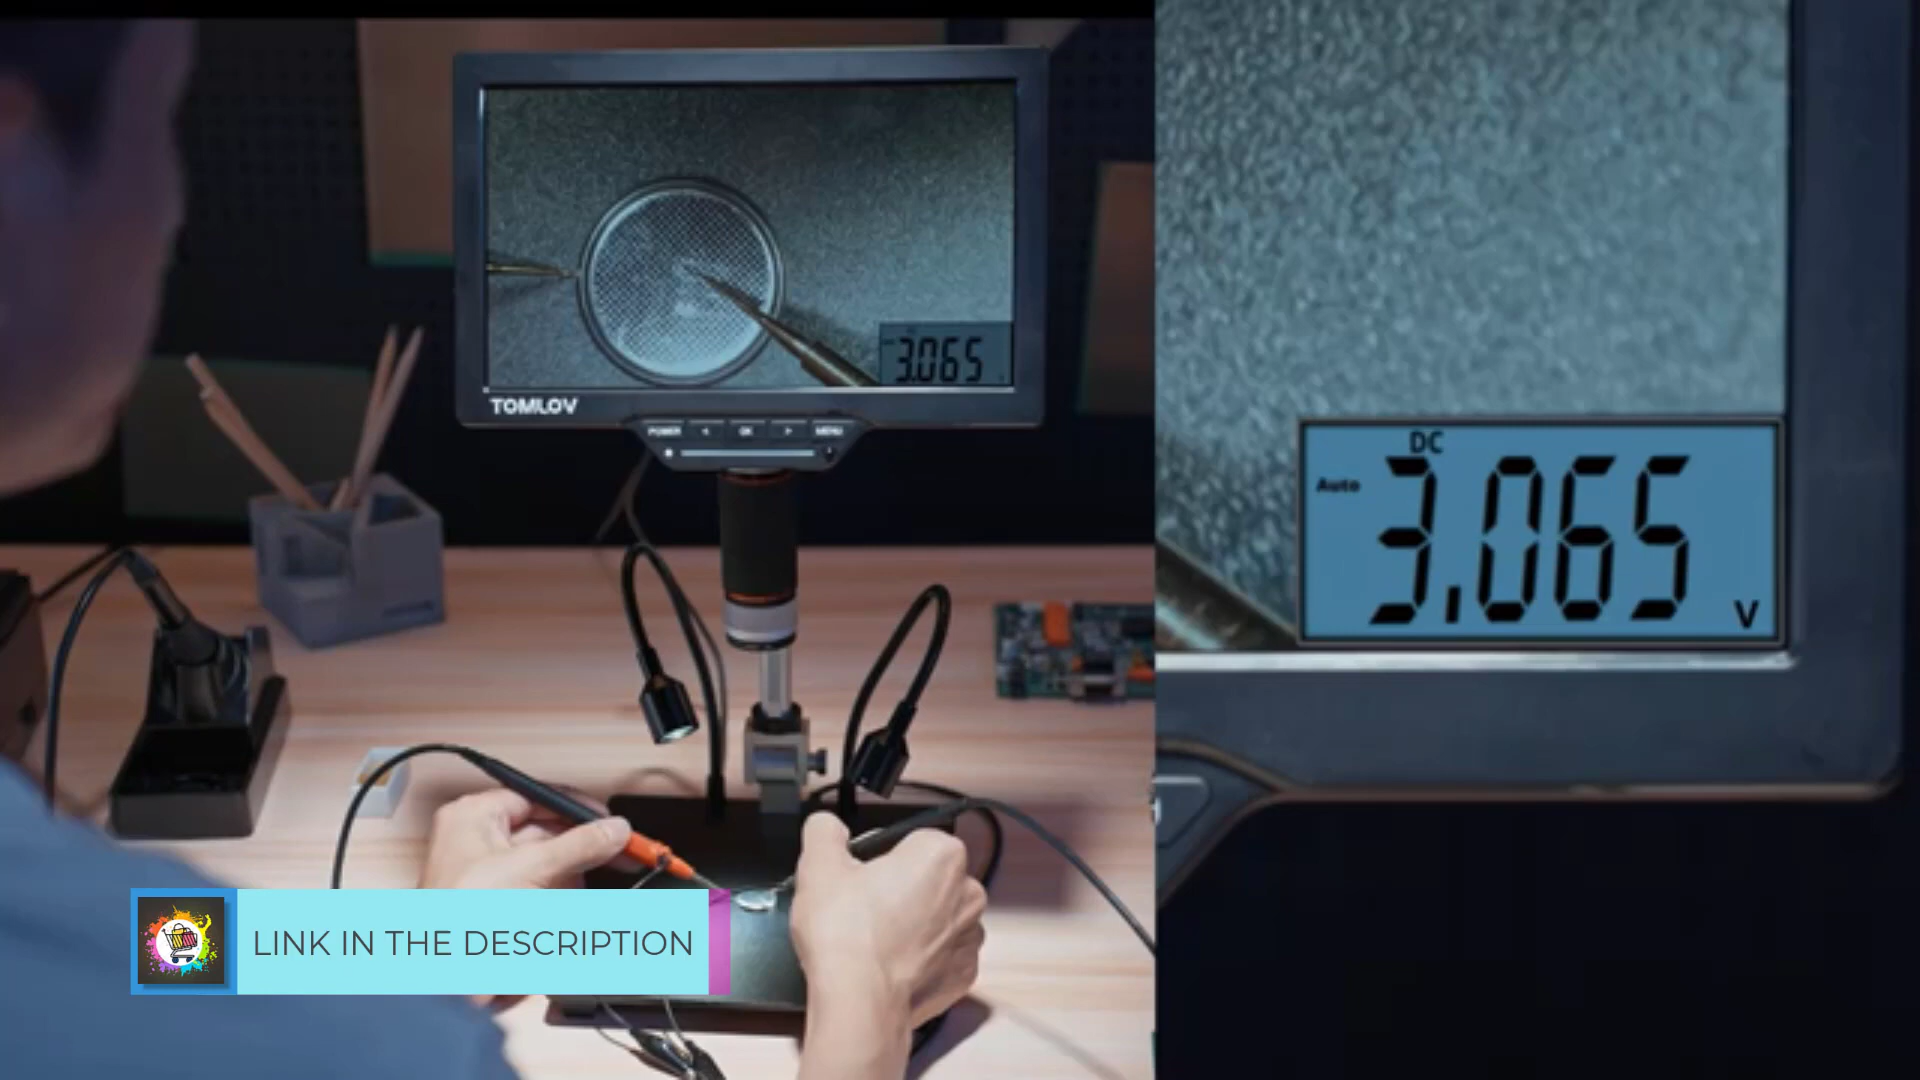 3.065
TOMLOV
POWER < OK > MENU
LINK IN THE DESCRIPTION
DC
Auto
3.065
V